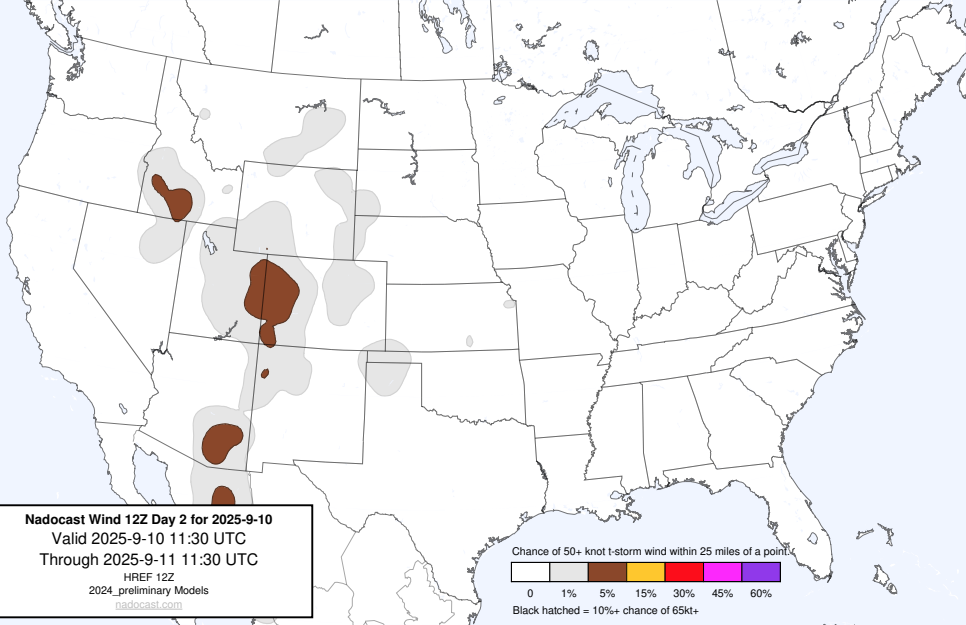 Nadocast Wind 12Z Day 2 for 2025-9-10
Valid 2025-9-10 11:30 UTC
Through 2025-9-11 11:30 UTC
HREF 12Z
2024_preliminary Models
nadocast.com
Chance of 50+ knot t-storm wind within 25 miles of a point.
0 1% 5% 15% 30% 45% 60%
Black hatched = 10%+ chance of 65kt+